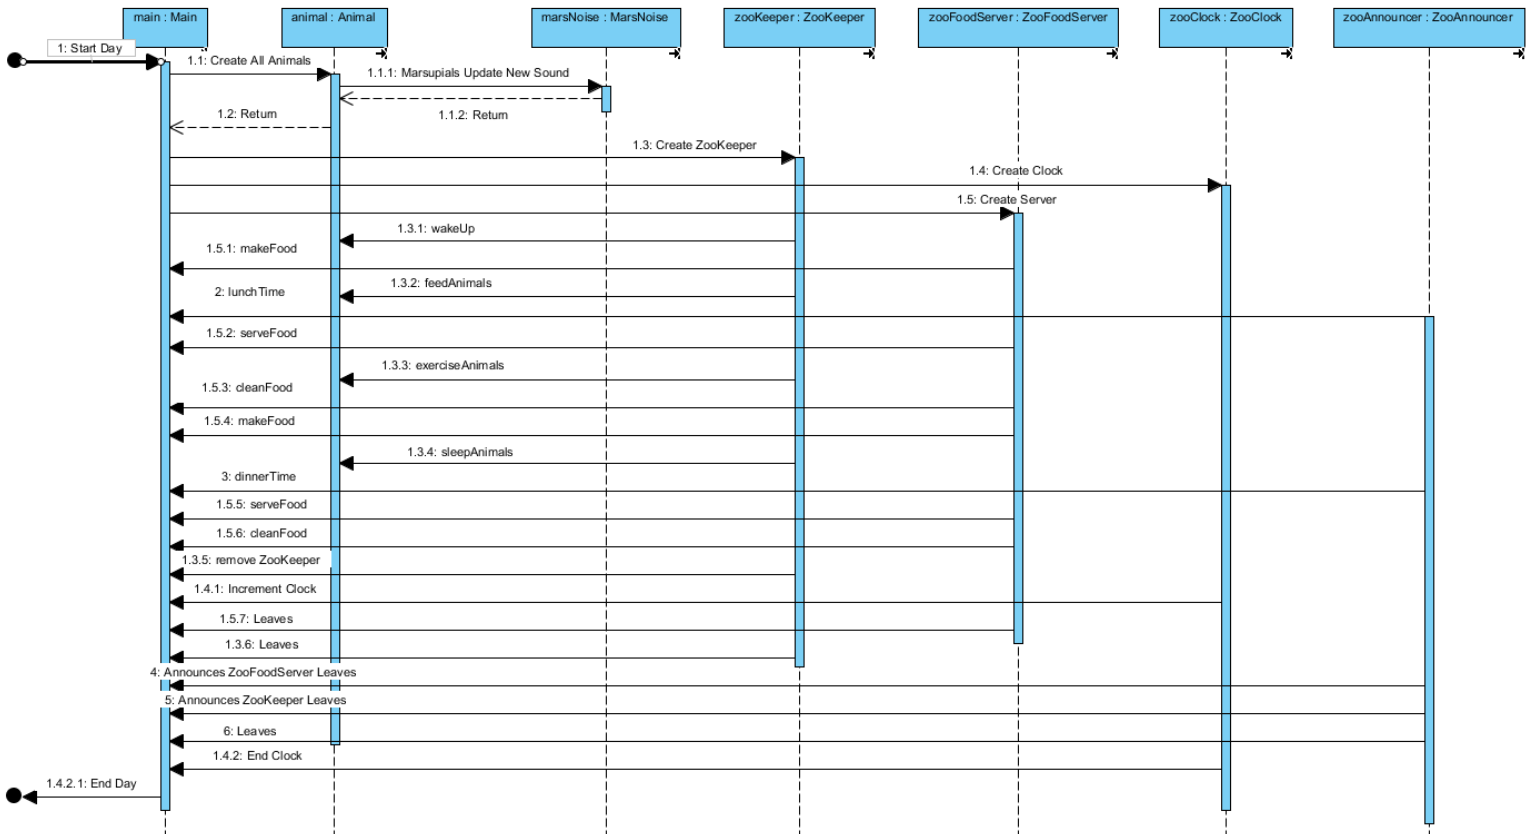 main : Main
animal : Animal
marsNoise : MarsNoise
zooKeeper : ZooKeeper
zooFoodServer : ZooFoodServer
zooClock : ZooClock
zooAnnouncer : ZooAnnouncer
1: Start Day
1.1: Create All Animals
1.1.1: Marsupials Update New Sound
1.2: Return
1.1.2: Return
1.3: Create ZooKeeper
1.4: Create Clock
1.5: Create Server
1.3.1: wakeUp
1.5.1: makeFood
1.3.2: feedAnimals
2: lunchTime
1.5.2: serveFood
1.3.3: exerciseAnimals
1.5.3: cleanFood
1.5.4: makeFood
1.3.4: sleepAnimals
3: dinnerTime
1.5.5: serveFood
1.5.6: cleanFood
1.3.5: remove ZooKeeper
1.4.1: Increment Clock
1.5.7: Leaves
1.3.6: Leaves
4: Announces ZooFoodServer Leaves
5: Announces ZooKeeper Leaves
6: Leaves
1.4.2: End Clock
1.4.2.1: End Day